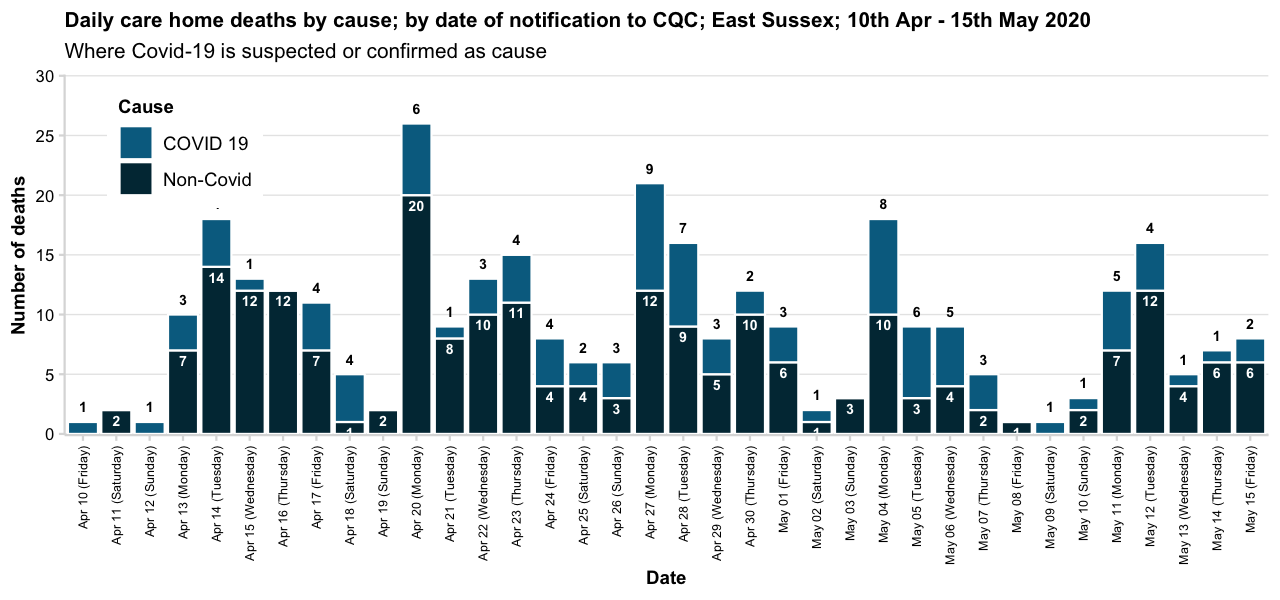 Daily care home deaths by cause; by date of notification to CQC; East Sussex; 10th Apr - 15th May 2020
Where Covid-19 is suspected or confirmed as cause
Number of deaths
30
25
20
15
10
5
0
Cause
COVID 19
Non-Covid
1
2
1
3
7
14
1
12
12
4
7
4
1
2
6
20
1
8
3
10
4
11
4
4
2
4
3
3
9
12
7
9
3
5
2
10
3
6
1
1
3
8
10
6
3
5
4
3
2
1
1
1
2
5
7
4
12
1
4
1
6
2
6
Apr 10 (Friday)
Apr 11 (Saturday)
Apr 12 (Sunday)
Apr 13 (Monday)
Apr 14 (Tuesday)
Apr 15 (Wednesday)
Apr 16 (Thursday)
Apr 17 (Friday)
Apr 18 (Saturday)
Apr 19 (Sunday)
Apr 20 (Monday)
Apr 21 (Tuesday)
Apr 22 (Wednesday)
Apr 23 (Thursday)
Apr 24 (Friday)
Apr 25 (Saturday)
Apr 26 (Sunday)
Apr 27 (Monday)
Apr 28 (Tuesday)
Apr 29 (Wednesday)
Apr 30 (Thursday)
May 01 (Friday)
May 02 (Saturday)
May 03 (Sunday)
May 04 (Monday)
May 05 (Tuesday)
May 06 (Wednesday)
May 07 (Thursday)
May 08 (Friday)
May 09 (Saturday)
May 10 (Sunday)
May 11 (Monday)
May 12 (Tuesday)
May 13 (Wednesday)
May 14 (Thursday)
May 15 (Friday)
Date